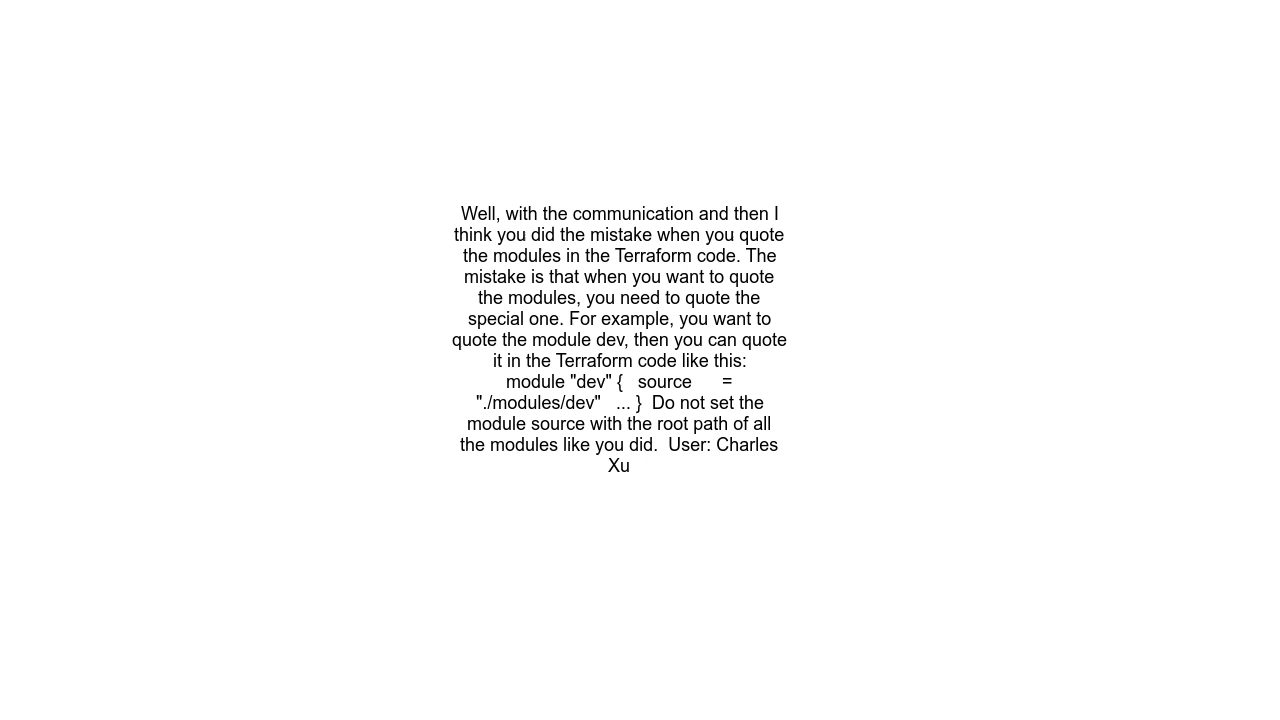 Well, with the communication and then I
think you did the mistake when you quote
the modules in the Terraform code. The
mistake is that when you want to quote
the modules, you need to quote the
special one. For example, you want to
quote the module dev, then you can quote
it in the Terraform code like this:
module "dev" {   source      =
"./modules/dev"   ... }  Do not set the
module source with the root path of all
the modules like you did.  User: Charles
Xu